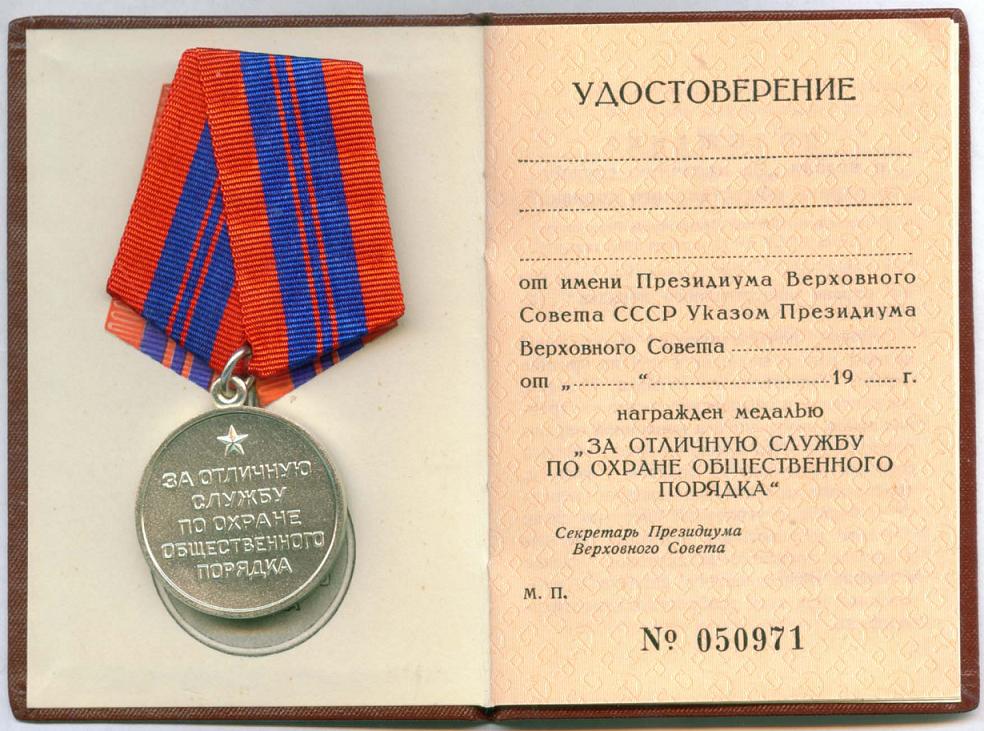 ЗА ОТЛИЧНУЮ
СЛУЖБУ
ПО ОХРАНЕ
ОБЩЕСТВЕННОГО
ПОРЯДКА
УДОСТОВЕРЕНИЕ
от имени Президиума Верховного
Совета СССР Указом Президиума
Верховного Совета
от „ “ 19 г.
награжден медалью
„ЗА ОТЛИЧНУЮ СЛУЖБУ
ПО ОХРАНЕ ОБЩЕСТВЕННОГО
ПОРЯДКА“
Секретарь Президиума
Верховного Совета
М. П.
№ 050971